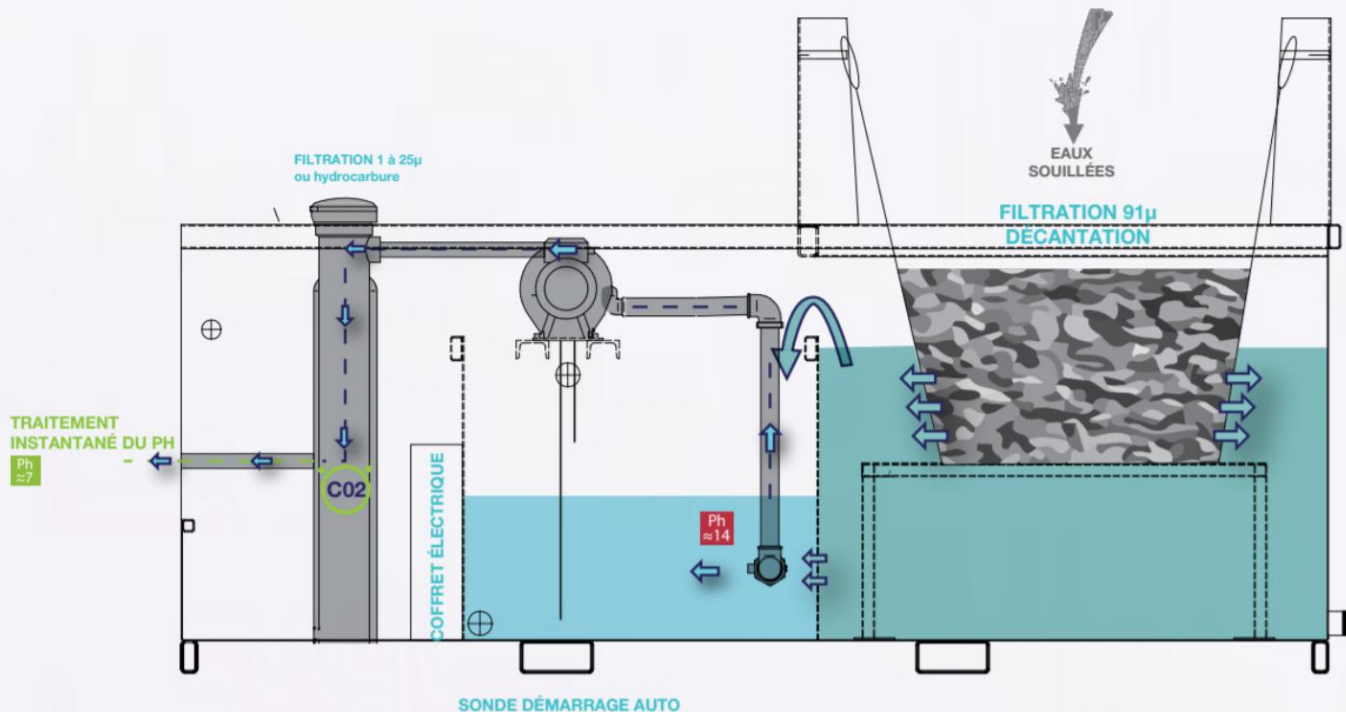 EAUX
SOUILLÉES
FILTRATION 1 à 25µ
ou hydrocarbure
FILTRATION 91µ
DÉCANTATION
TRAITEMENT
INSTANTANÉ DU PH
Ph
≈7
C02
COFFRET ÉLECTRIQUE
Ph
≈14
SONDE DÉMARRAGE AUTO